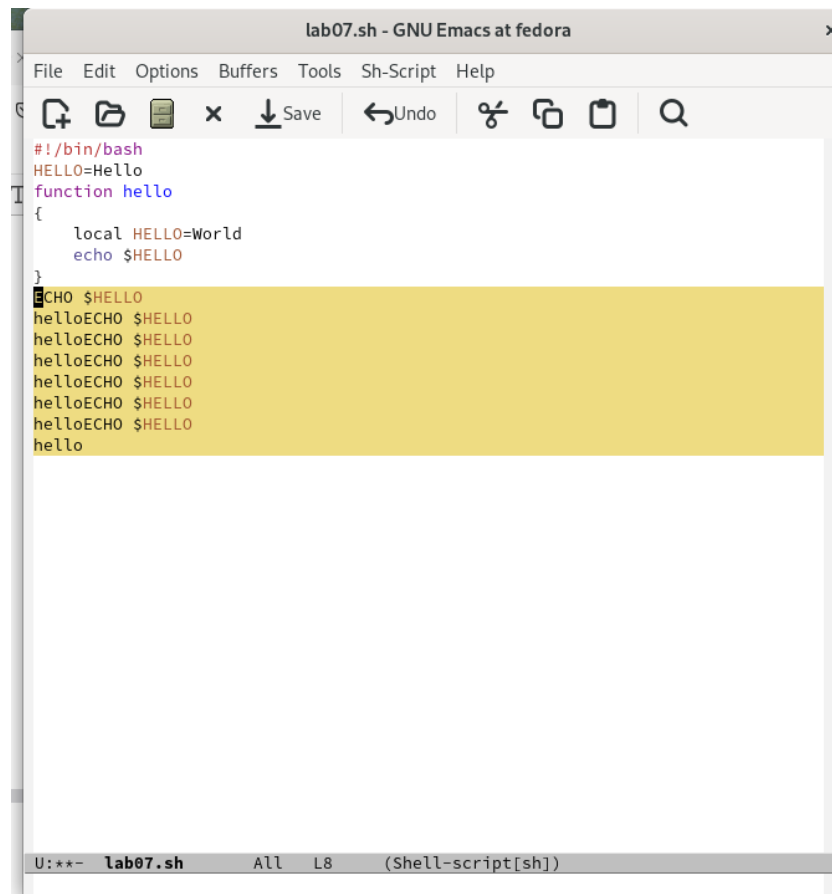 lab07.sh - GNU Emacs at fedora
File Edit Options Buffers Tools Sh-Script Help
Save Undo
#!/bin/bash
HELLO=Hello
function hello
{
    local HELLO=World
    echo $HELLO
}
ECHO $HELLO
helloECHO $HELLO
helloECHO $HELLO
helloECHO $HELLO
helloECHO $HELLO
helloECHO $HELLO
helloECHO $HELLO
hello
U:**- lab07.sh All L8 (Shell-script[sh])